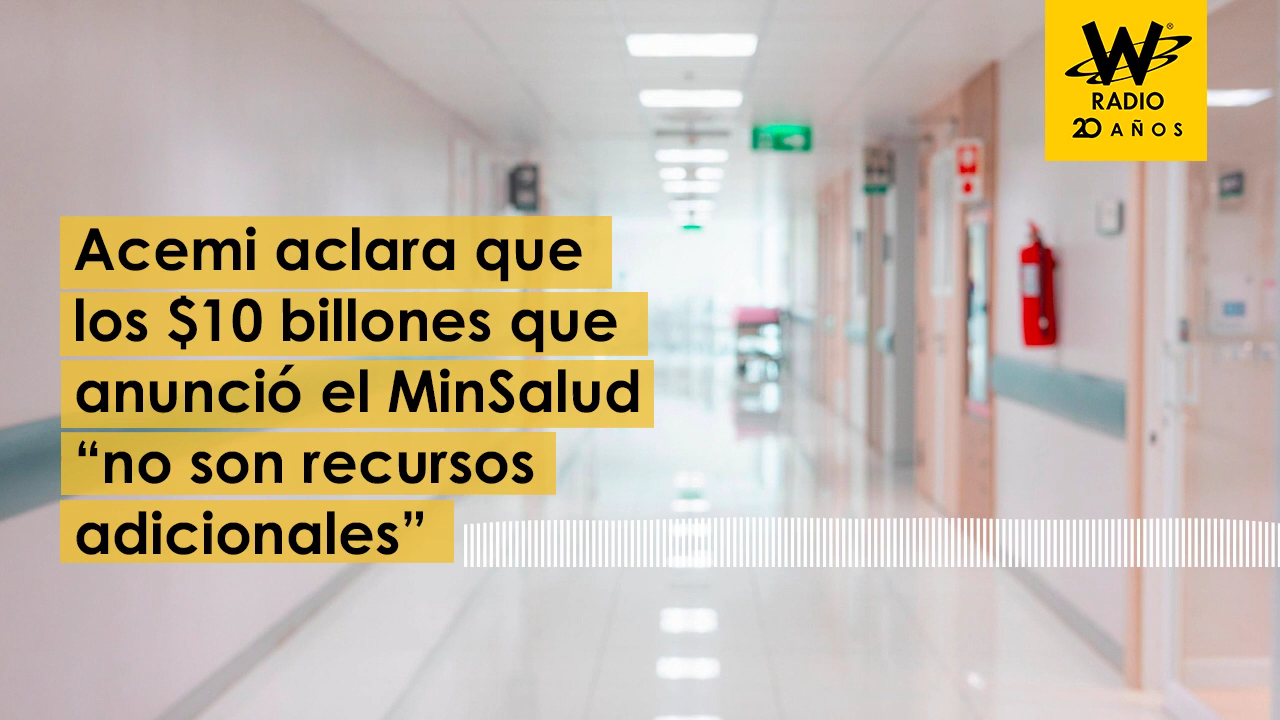 W
RADIO
20 AÑOS
Acemi aclara que
los $10 billones que
anunció el MinSalud
“no son recursos
adicionales”